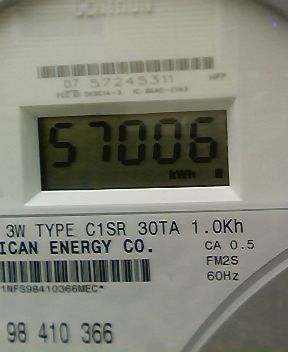 07 57245311
57006
kWh
3W TYPE C1SR 30TA 1.0Kh
ICAN ENERGY CO.
CA 0.5
FM2S
60Hz
1NFS98410366MEC*
98 410 366